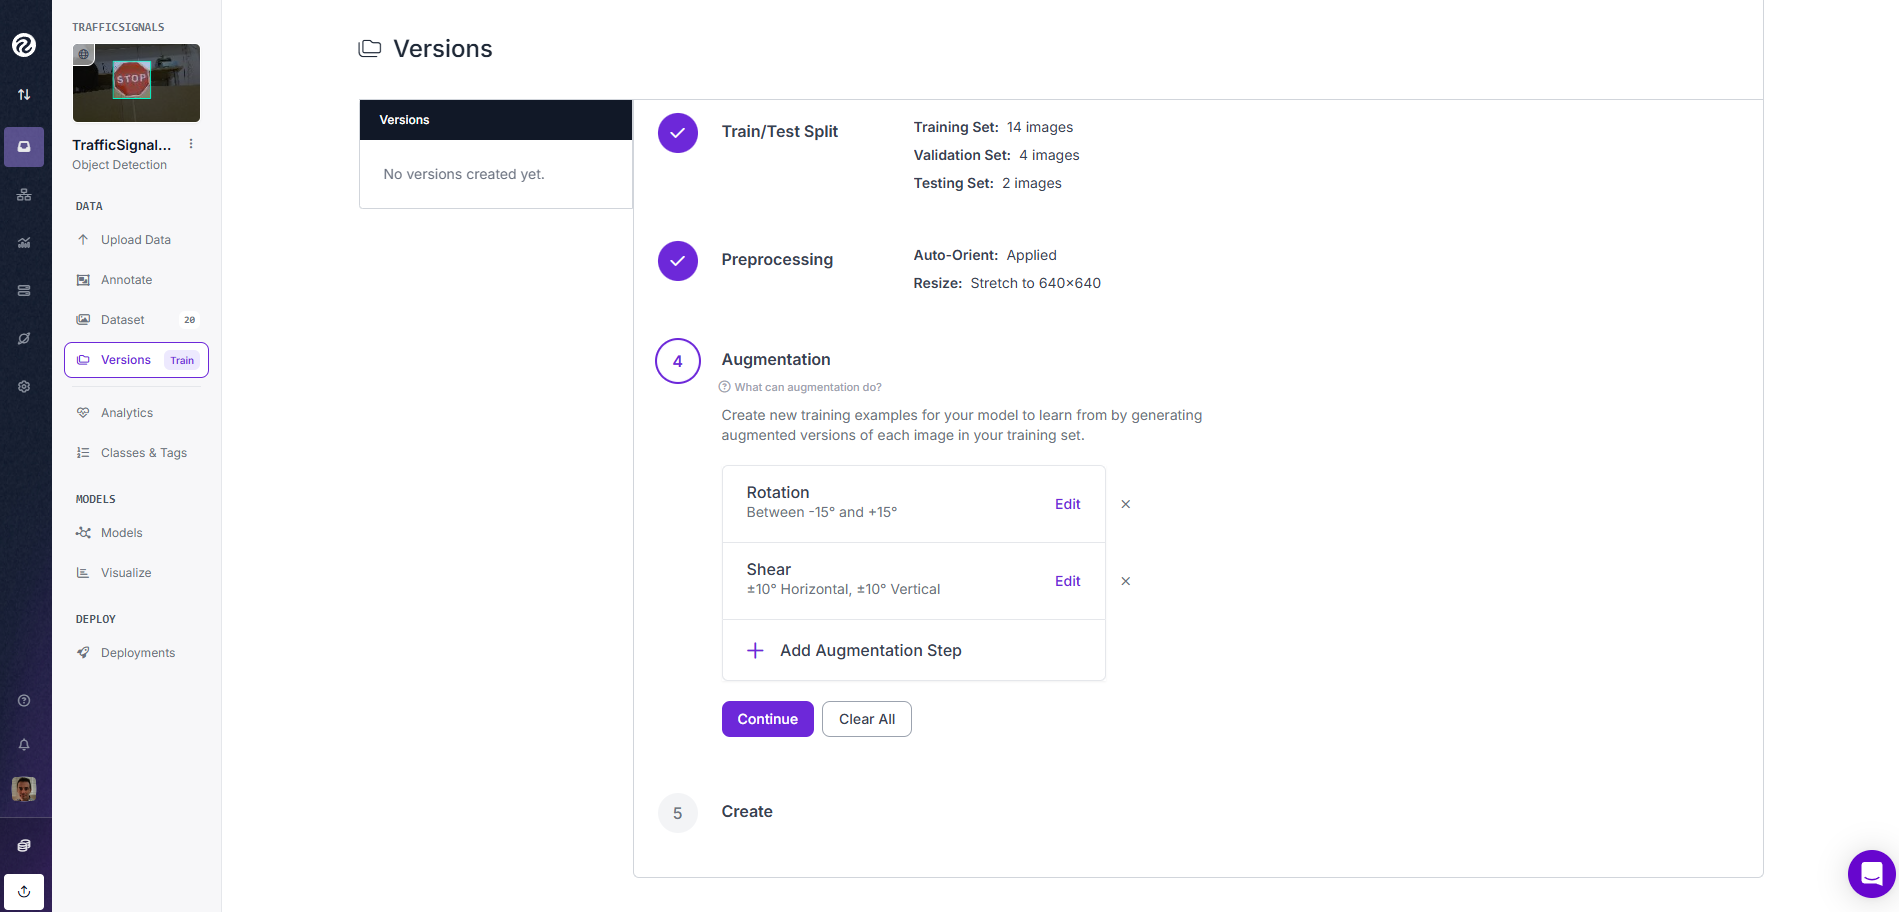 TRAFFICSIGNALS
STOP
TrafficSignal...
Object Detection
DATA
Upload Data
Annotate
Dataset 20
Versions Train
Analytics
Classes & Tags
MODELS
Models
Visualize
DEPLOY
Deployments
Versions
Versions
No versions created yet.
Train/Test Split
Training Set: 14 images
Validation Set: 4 images
Testing Set: 2 images
Preprocessing
Auto-Orient: Applied
Resize: Stretch to 640×640
4 Augmentation
What can augmentation do?
Create new training examples for your model to learn from by generating
augmented versions of each image in your training set.
Rotation
Between -15° and +15°
Edit ×
Shear
±10° Horizontal, ±10° Vertical
Edit ×
Add Augmentation Step
Continue Clear All
5 Create